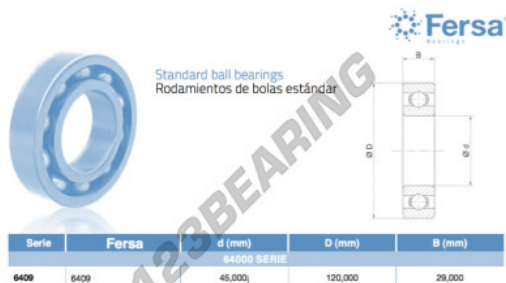 Fersa
Bearings
Standard ball bearings
Rodamientos de bolas estándar
B
Ø D
Ø d
Serie Fersa d (mm) D (mm) B (mm)
64000 SERIE
6409 6409 45,000 120,000 29,000
123BEARING